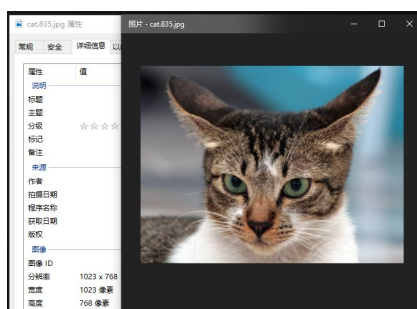 cat.835.jpg 属性
照片 - cat.835.jpg
常规 安全 详细信息
属性 值
说明
标题
主题
分级 ☆☆☆☆
标记
备注
来源
作者
拍摄日期
程序名称
获取日期
版权
图像
图像 ID
分辨率 1023 x 768
宽度 1023 像素
高度 768 像素